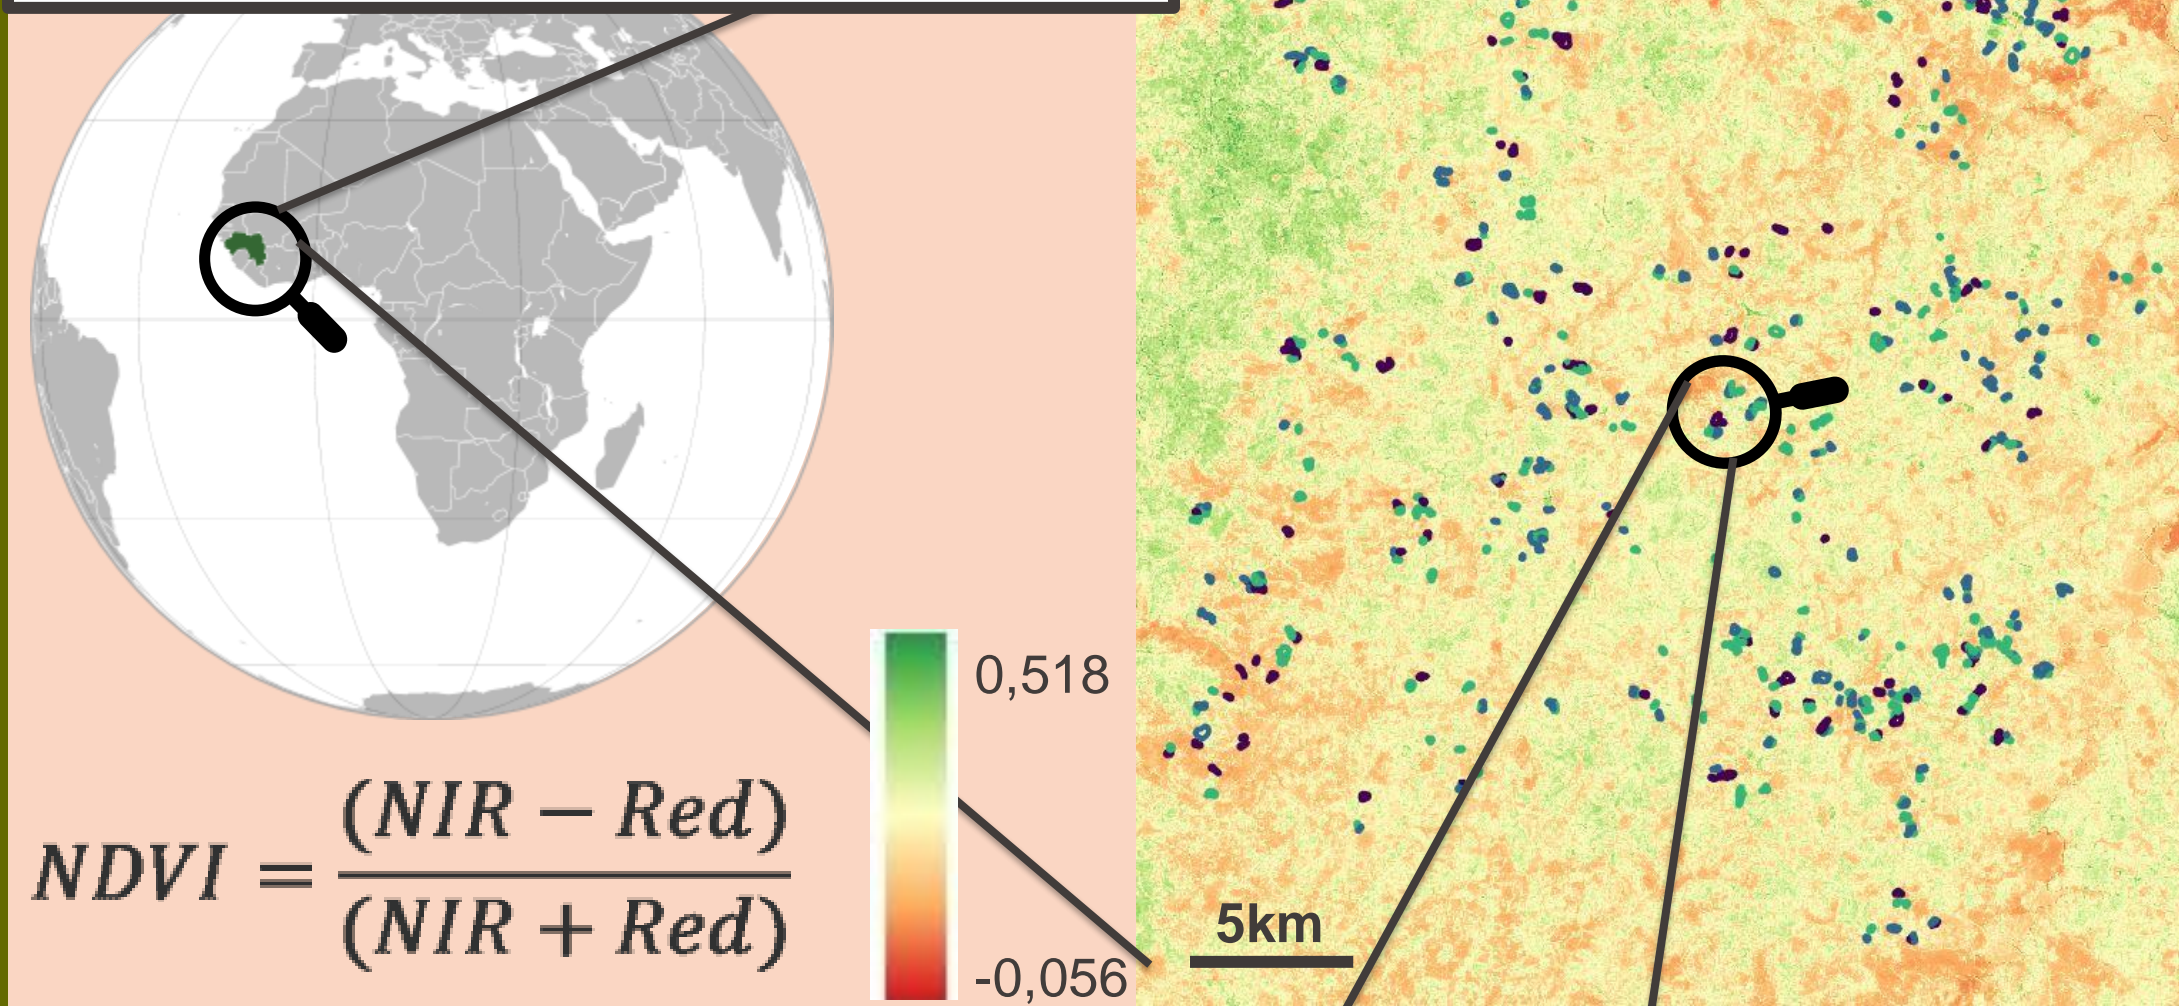 0,518
NDVI = (NIR − Red)
(NIR + Red)
-0,056
5km